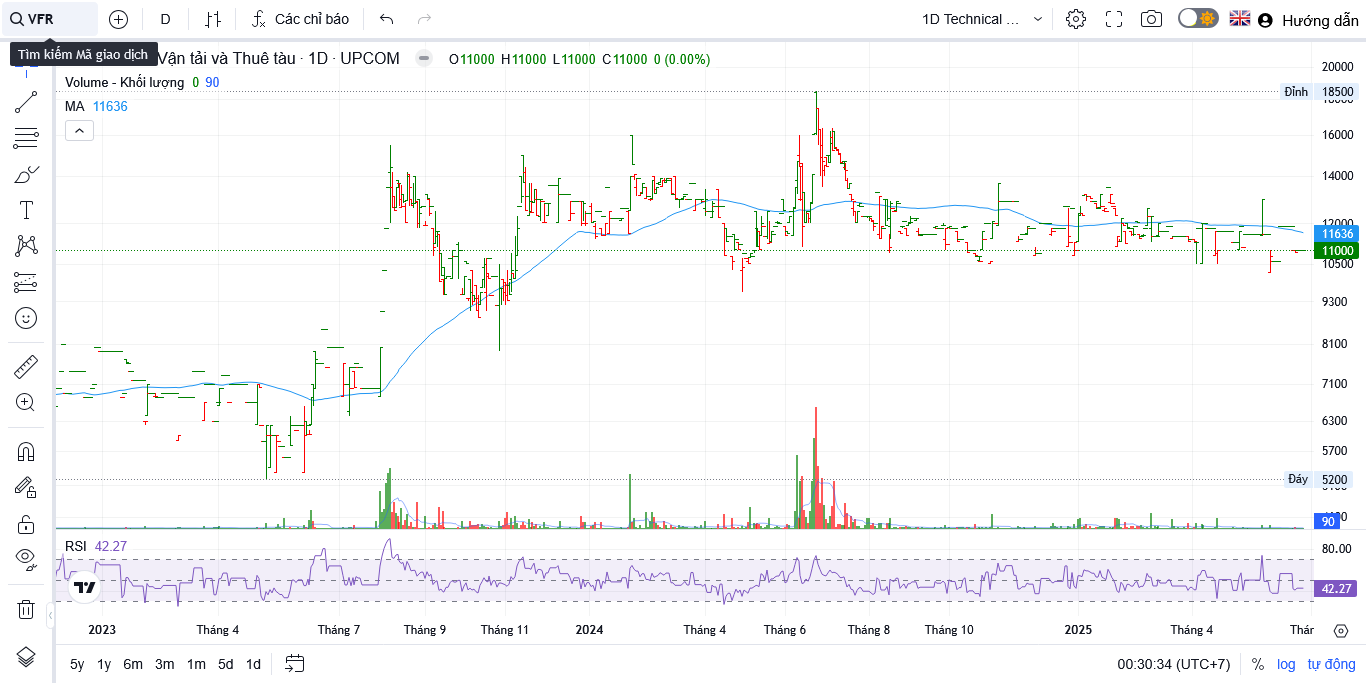 VFR D Các chỉ báo 1D Technical ... Hướng dẫn
Tìm kiếm Mã giao dịch
Vận tải và Thuê tàu · 1D · UPCOM O11000 H11000 L11000 C11000 0 (0.00%)
Volume - Khối lượng 0 90
MA 11636
20000
Đỉnh 18500
16000
14000
12000
11636
11000
10500
9300
8100
7100
6300
5700
Đáy 5200
90
RSI 42.27
80.00
42.27
2023 Tháng 4 Tháng 7 Tháng 9 Tháng 11 2024 Tháng 4 Tháng 6 Tháng 8 Tháng 10 2025 Tháng 4 Thár
5y 1y 6m 3m 1m 5d 1d 00:30:34 (UTC+7) % log tự động